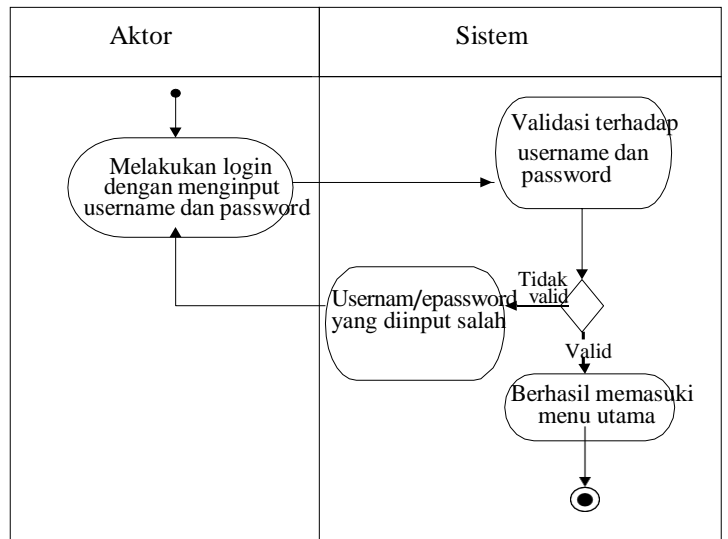 Aktor
Sistem
Melakukan login
dengan menginput
username dan password
Validasi terhadap
username dan
password
Tidak
valid
Usernam/epassword
yang diinput salah
Valid
Berhasil memasuki
menu utama